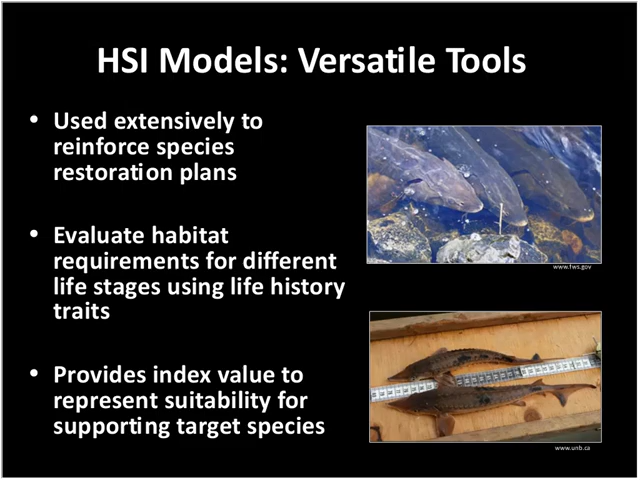 HSI Models: Versatile Tools
• Used extensively to
reinforce species
restoration plans
• Evaluate habitat
requirements for different
life stages using life history
traits
• Provides index value to
represent suitability for
supporting target species
www.fws.gov
www.unb.ca